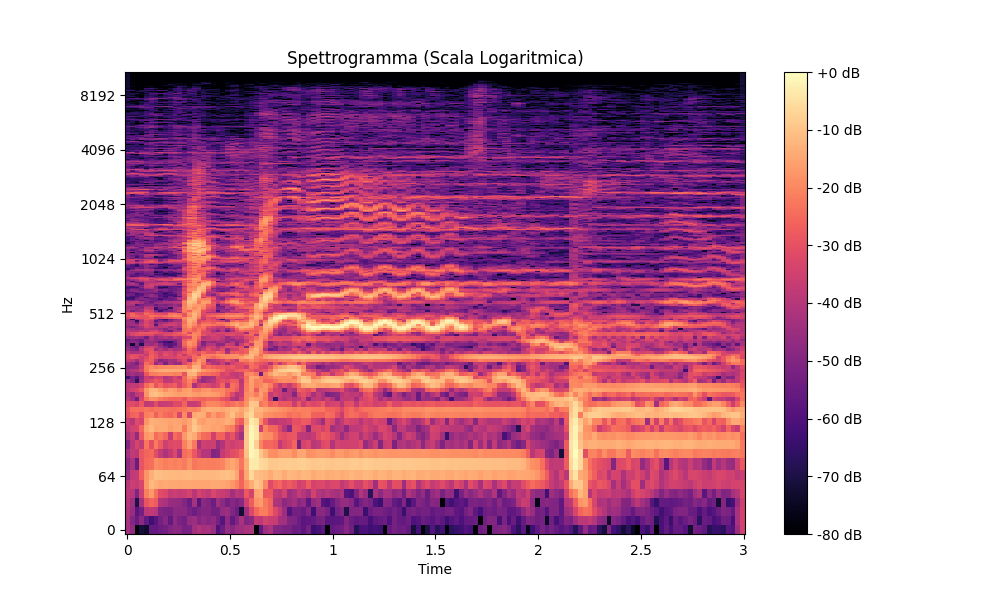 Spettrogramma (Scala Logaritmica)
8192
4096
2048
1024
512
256
128
64
0
Hz
0
0.5
1
1.5
2
2.5
3
Time
+0 dB
-10 dB
-20 dB
-30 dB
-40 dB
-50 dB
-60 dB
-70 dB
-80 dB